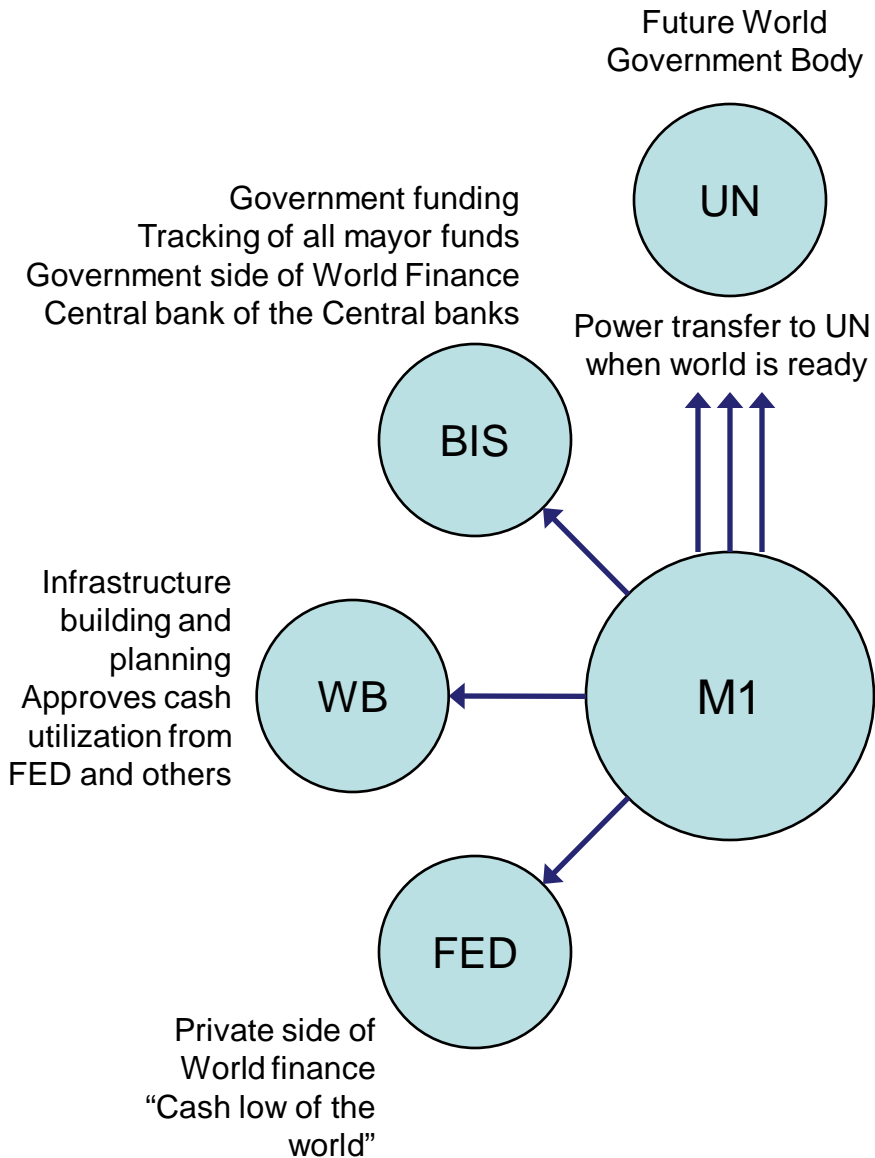 Future World
Government Body
UN
Government funding
Tracking of all mayor funds
Government side of World Finance
Central bank of the Central banks
Power transfer to UN
when world is ready
BIS
Infrastructure
building and
planning
Approves cash
utilization from
FED and others
WB
M1
FED
Private side of
World finance
“Cash low of the
world”